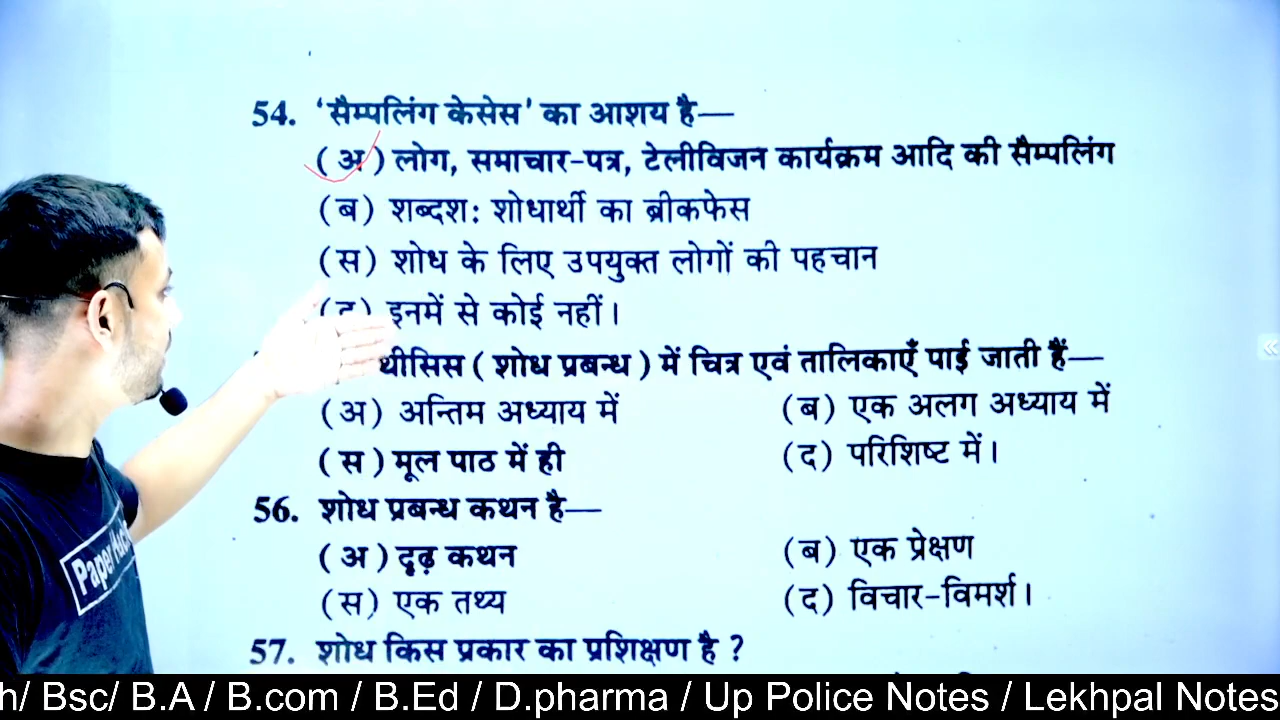 54. 'सैम्पलिंग केसेस' का आशय है—
(अ) लोग, समाचार-पत्र, टेलीविजन कार्यक्रम आदि की सैम्पलिंग
(ब) शब्दश: शोधार्थी का ब्रीकफेस
(स) शोध के लिए उपयुक्त लोगों की पहचान
(द) इनमें से कोई नहीं।
थीसिस ( शोध प्रबन्ध ) में चित्र एवं तालिकाएँ पाई जाती हैं—
(अ) अन्तिम अध्याय में (ब) एक अलग अध्याय में
(स) मूल पाठ में ही (द) परिशिष्ट में।
56. शोध प्रबन्ध कथन है—
(अ) दृढ़ कथन (ब) एक प्रेक्षण
(स) एक तथ्य (द) विचार-विमर्श।
57. शोध किस प्रकार का प्रशिक्षण है ?
h/ Bsc/ B.A / B.com / B.Ed / D.pharma / Up Police Notes / Lekhpal Notes